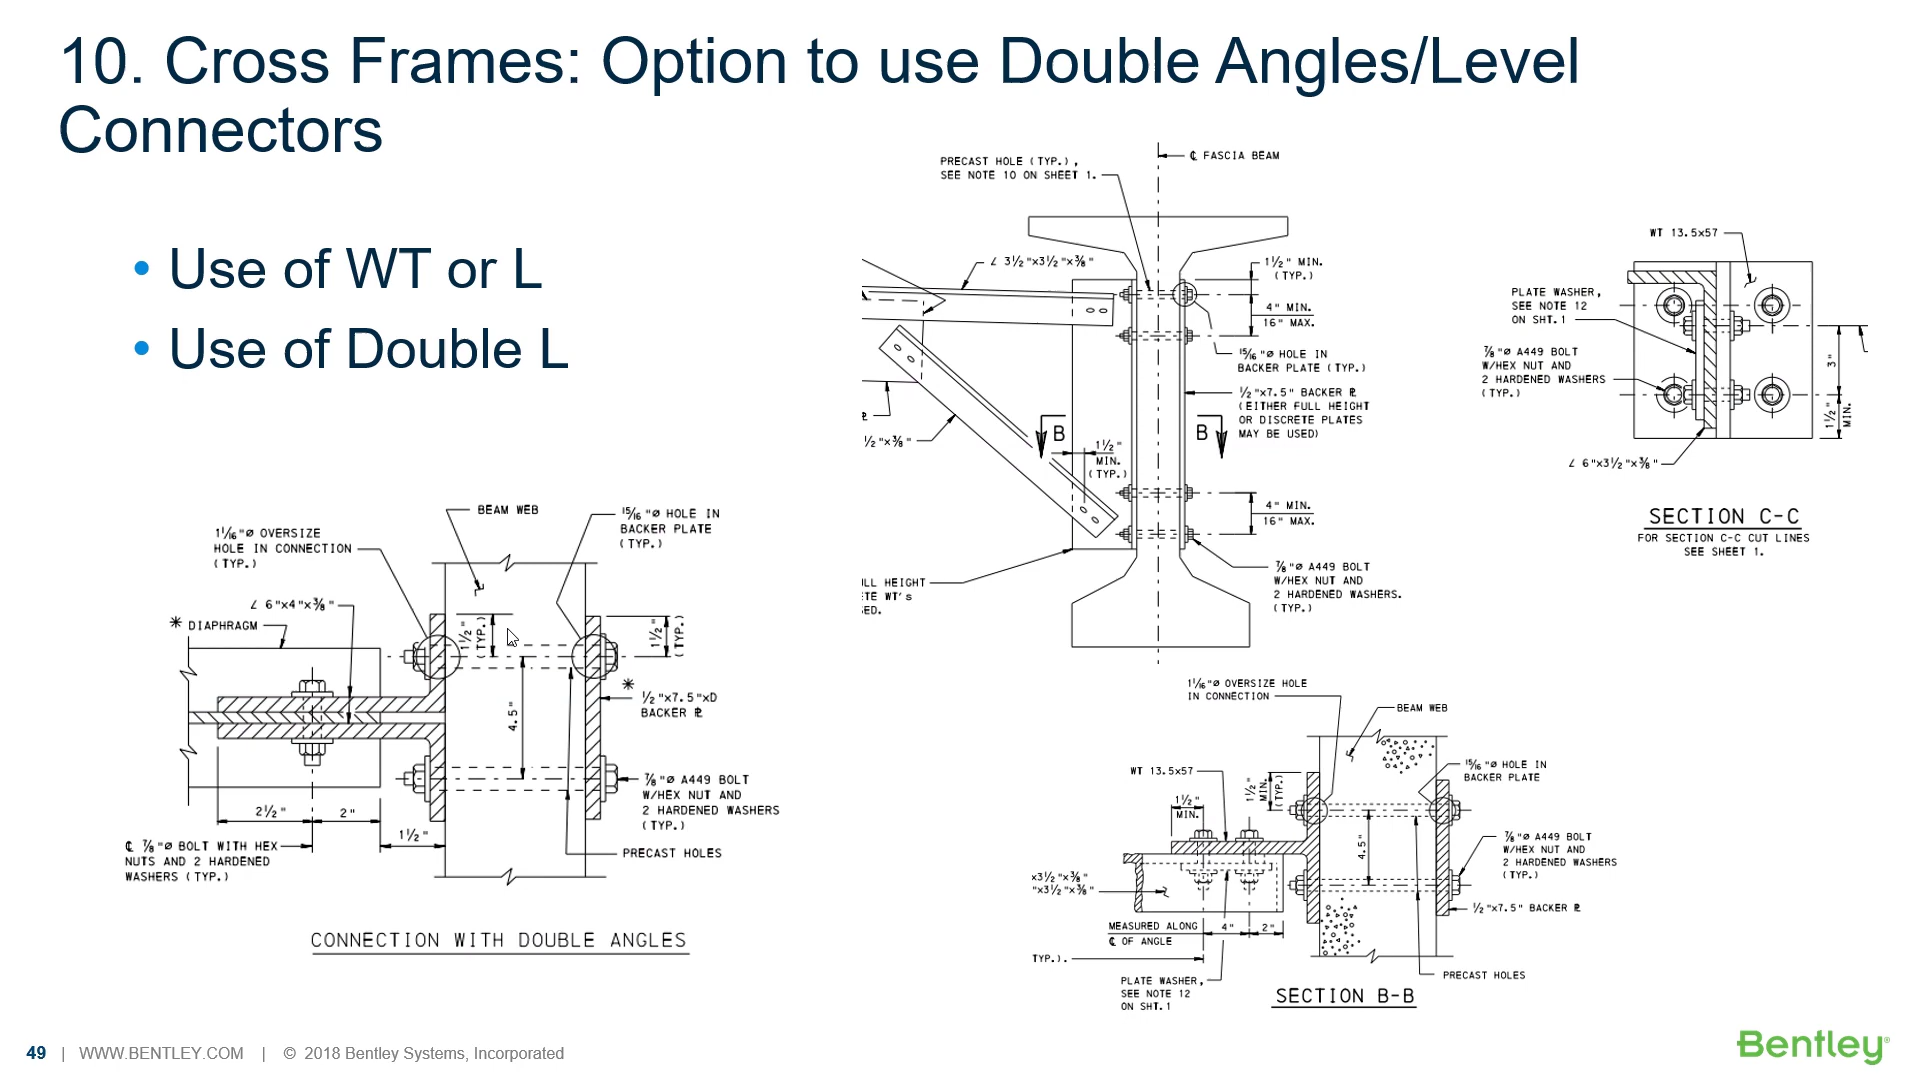 10. Cross Frames: Option to use Double Angles/Level
Connectors
• Use of WT or L
• Use of Double L
PRECAST HOLE (TYP.),
SEE NOTE 10 ON SHEET 1.
℄ FASCIA BEAM
∠ 3½"x3½"x⅜"
1½" MIN.
(TYP.)
4" MIN.
16" MAX.
15/16"Ø HOLE IN
BACKER PLATE (TYP.)
½"x7.5" BACKER ℄
(EITHER FULL HEIGHT
OR DISCRETE PLATES
MAY BE USED)
½"x⅜"
B
B
1½"
MIN.
(TYP.)
4" MIN.
16" MAX.
⅞"Ø A449 BOLT
W/HEX NUT AND
2 HARDENED WASHERS.
(TYP.)
ULL HEIGHT
TE WT's
SED.
WT 13.5x57
PLATE WASHER,
SEE NOTE 12
ON SHT.1
⅞"Ø A449 BOLT
W/HEX NUT AND
2 HARDENED WASHERS
(TYP.)
3"
1½"
MIN.
∠ 6"x3½"x⅜"
SECTION C-C
FOR SECTION C-C CUT LINES
SEE SHEET 1.
BEAM WEB
15/16"Ø HOLE IN
BACKER PLATE
(TYP.)
1 1/16"Ø OVERSIZE
HOLE IN CONNECTION
(TYP.)
∠ 6"x4"x⅜"
* DIAPHRAGM
1½"
(TYP.)
1½"
(TYP.)
*
½"x7.5"xD
BACKER PL
4.5"
⅞"Ø A449 BOLT
W/HEX NUT AND
2 HARDENED WASHERS
(TYP.)
2½"
2"
1½"
℄ ⅞"Ø BOLT WITH HEX
NUTS AND 2 HARDENED
WASHERS (TYP.)
PRECAST HOLES
CONNECTION WITH DOUBLE ANGLES
1 1/16"Ø OVERSIZE HOLE
IN CONNECTION
BEAM WEB
WT 13.5x57
1½"
MIN.
(TYP.)
15/16"Ø HOLE IN
BACKER PLATE
1½"
MIN.
4.5"
⅞"Ø A449 BOLT
W/HEX NUT AND
2 HARDENED WASHERS
(TYP.)
x3½"x⅜"
"x3½"x⅜"
½"x7.5" BACKER PL
MEASURED ALONG
℄ OF ANGLE
4"
2"
TYP.).
PLATE WASHER,
SEE NOTE 12
ON SHT.1
PRECAST HOLES
SECTION B-B
49 | WWW.BENTLEY.COM | © 2018 Bentley Systems, Incorporated
Bentley®